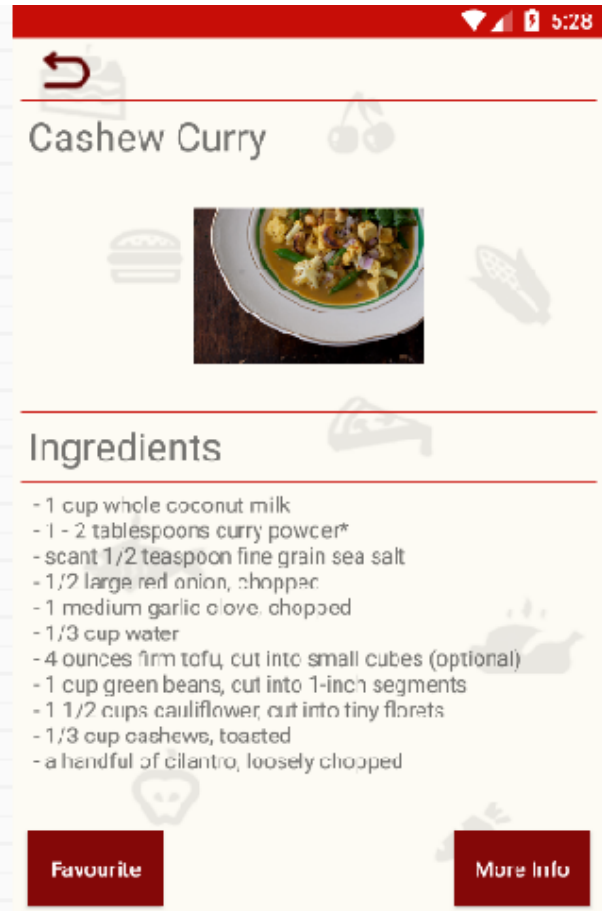 5:28
Cashew Curry
Ingredients
- 1 cup whole coconut milk
- 1 - 2 tablespoons curry powder*
- scant 1/2 teaspoon fine grain sea salt
- 1/2 large red onion, chopped
- 1 medium garlic clove, chopped
- 1/3 cup water
- 4 ounces firm tofu, cut into small cubes (optional)
- 1 cup green beans, cut into 1-inch segments
- 1 1/2 cups cauliflower, cut into tiny florets
- 1/3 cup cashews, toasted
- a handful of cilantro, loosely chopped
Favourite
More Info